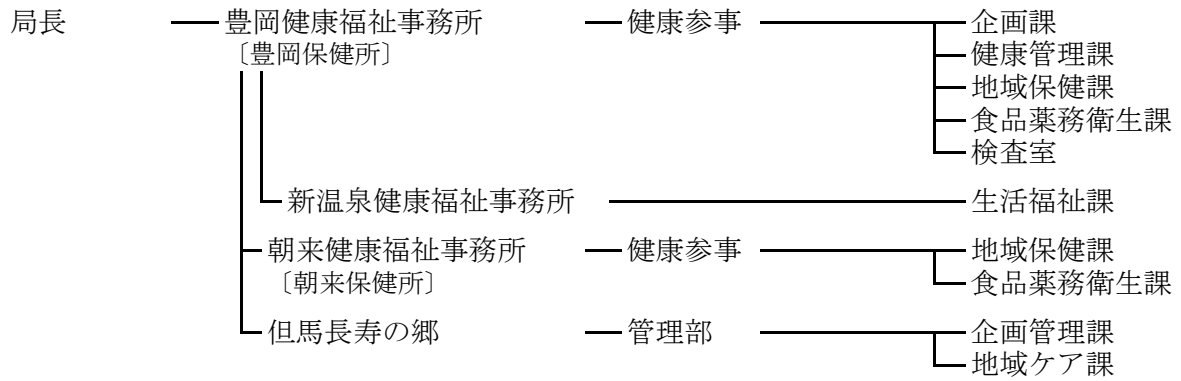 局長 豊岡健康福祉事務所 健康参事 企画課
〔豊岡保健所〕 健康管理課
地域保健課
食品薬務衛生課
検査室
新温泉健康福祉事務所 生活福祉課
朝来健康福祉事務所 健康参事 地域保健課
〔朝来保健所〕 食品薬務衛生課
但馬長寿の郷 管理部 企画管理課
地域ケア課